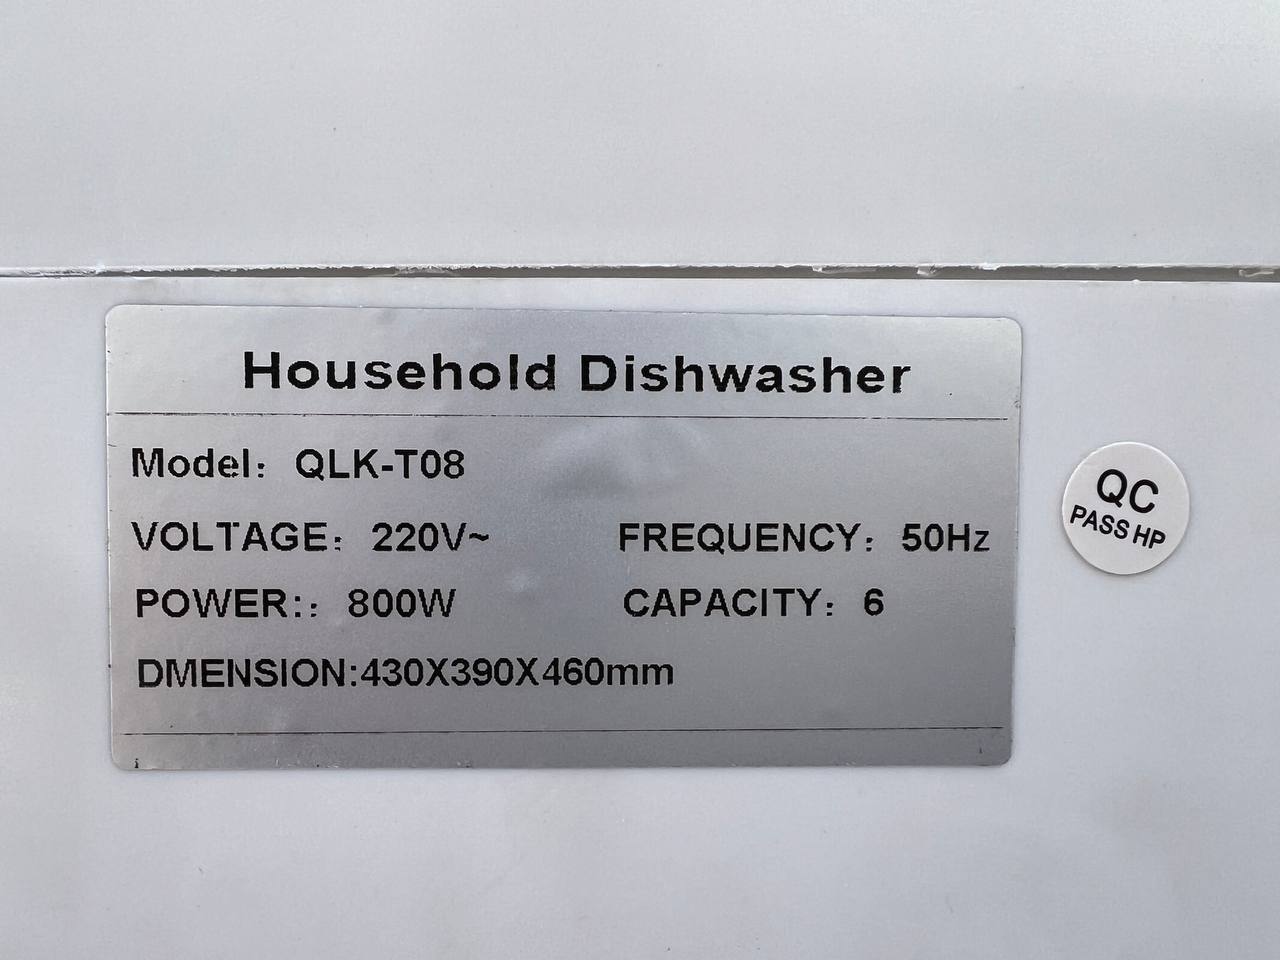 Household Dishwasher
Model: QLK-T08
VOLTAGE: 220V~ FREQUENCY: 50Hz
POWER:: 800W CAPACITY: 6
DMENSION:430X390X460mm
QC
PASS HP